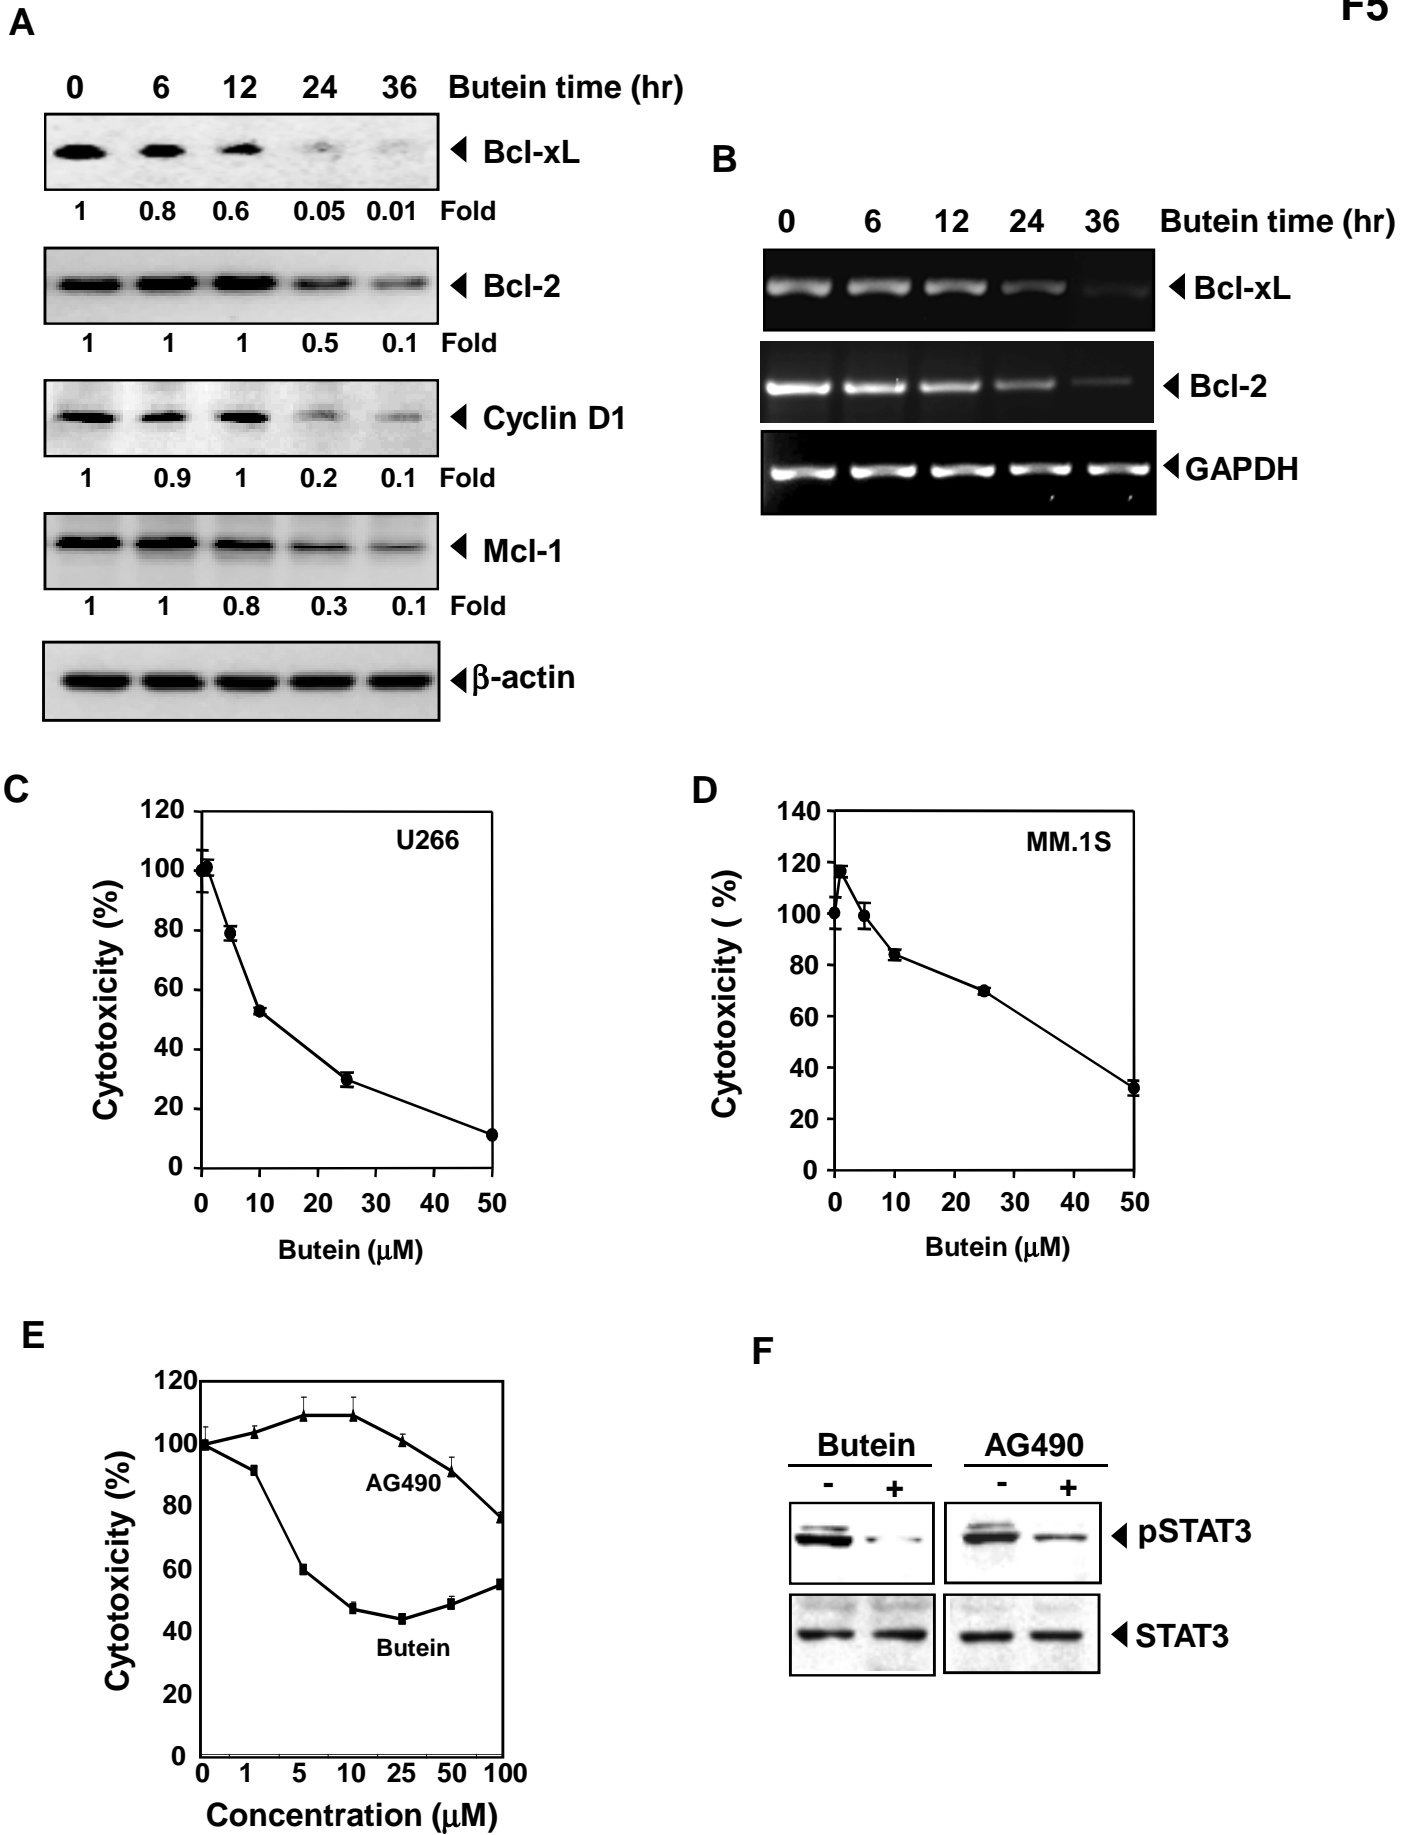 F5
A
0 6 12 24 36 Butein time (hr)
Bcl-xL
1 0.8 0.6 0.05 0.01 Fold
Bcl-2
1 1 1 0.5 0.1 Fold
Cyclin D1
1 0.9 1 0.2 0.1 Fold
Mcl-1
1 1 0.8 0.3 0.1 Fold
β-actin
B
0 6 12 24 36 Butein time (hr)
Bcl-xL
Bcl-2
GAPDH
C
120
100
80
60
40
20
0
Cytotoxicity (%)
U266
0 10 20 30 40 50
Butein (μM)
D
140
120
100
80
60
40
20
0
Cytotoxicity ( %)
MM.1S
0 10 20 30 40 50
Butein (μM)
E
120
100
80
60
40
20
0
Cytotoxicity (%)
AG490
Butein
0 1 5 10 25 50 100
Concentration (μM)
F
Butein AG490
- + - +
pSTAT3
STAT3